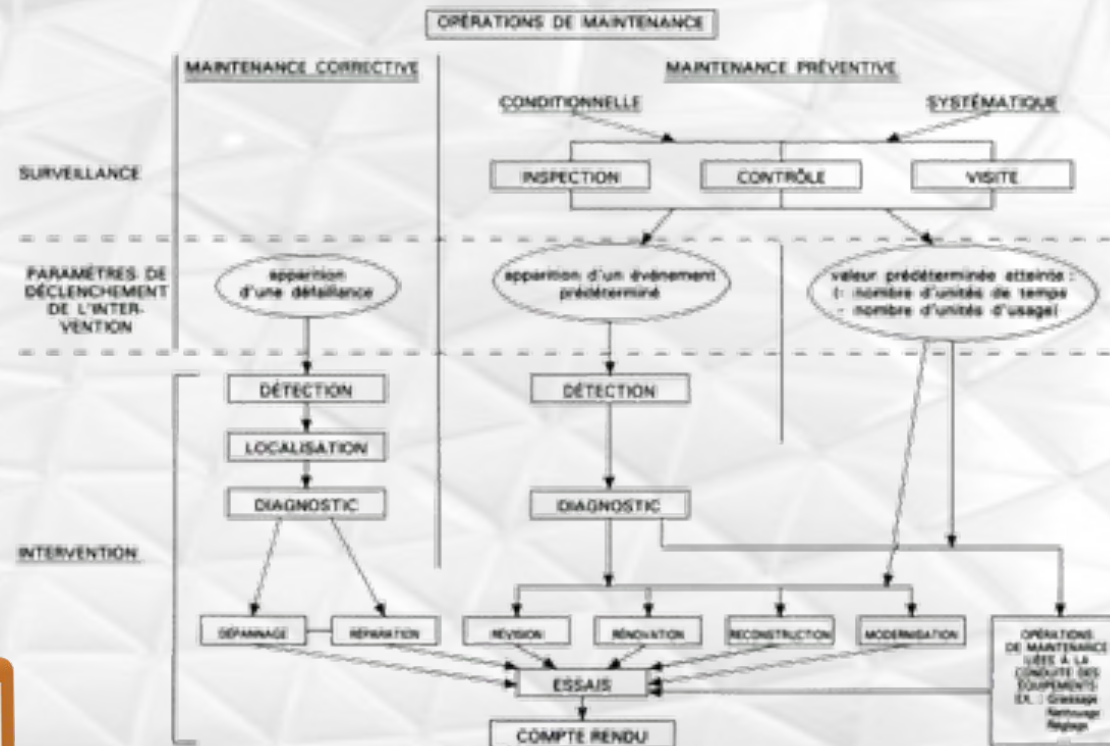 OPÉRATIONS DE MAINTENANCE
MAINTENANCE CORRECTIVE
MAINTENANCE PRÉVENTIVE
CONDITIONNELLE
SYSTÉMATIQUE
SURVEILLANCE
INSPECTION
CONTRÔLE
VISITE
PARAMÈTRES DE
DÉCLENCHEMENT
DE L'INTER-
VENTION
apparition
d'une défaillance
apparition d'un événement
prédéterminé
valeur prédéterminée atteinte :
(- nombre d'unités de temps
- nombre d'unités d'usage)
DÉTECTION
DÉTECTION
LOCALISATION
DIAGNOSTIC
DIAGNOSTIC
INTERVENTION
DÉPANNAGE
RÉPARATION
RÉVISION
RÉNOVATION
RECONSTRUCTION
MODERNISATION
OPÉRATIONS
DE MAINTENANCE
LIÉES À LA
CONDUITE DES
ÉQUIPEMENTS
EX. : Graissage
Nettoyage
Réglage
ESSAIS
COMPTE RENDU